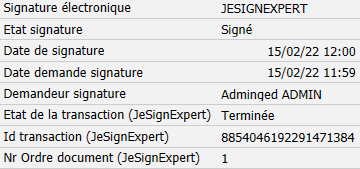 Signature électronique JESIGNEXPERT
Etat signature Signé
Date de signature 15/02/22 12:00
Date demande signature 15/02/22 11:59
Demandeur signature Adminged ADMIN
Etat de la transaction (JeSignExpert) Terminée
Id transaction (JeSignExpert) 8854046192291471384
Nr Ordre document (JeSignExpert) 1